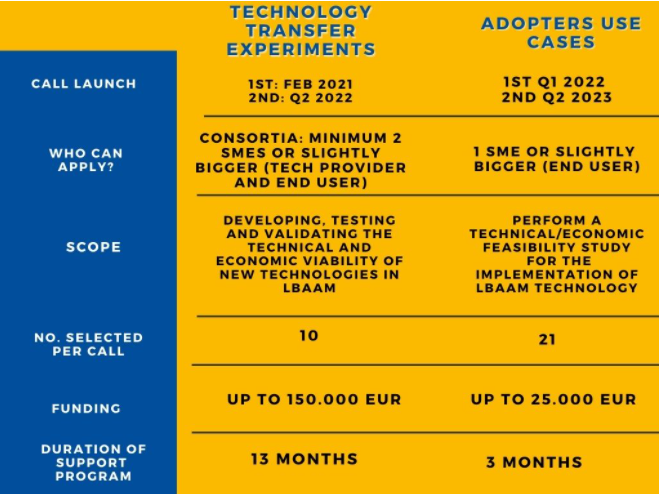 TECHNOLOGY
TRANSFER
EXPERIMENTS
ADOPTERS USE
CASES
CALL LAUNCH
1ST: FEB 2021
2ND: Q2 2022
1ST Q1 2022
2ND Q2 2023
WHO CAN
APPLY?
CONSORTIA: MINIMUM 2
SMES OR SLIGHTLY
BIGGER (TECH PROVIDER
AND END USER)
1 SME OR SLIGHTLY
BIGGER (END USER)
SCOPE
DEVELOPING, TESTING
AND VALIDATING THE
TECHNICAL AND
ECONOMIC VIABILITY OF
NEW TECHNOLOGIES IN
LBAAM
PERFORM A
TECHNICAL/ECONOMIC
FEASIBILITY STUDY
FOR THE
IMPLEMENTATION OF
LBAAM TECHNOLOGY
NO. SELECTED
PER CALL
10
21
FUNDING
UP TO 150.000 EUR
UP TO 25.000 EUR
DURATION OF
SUPPORT
PROGRAM
13 MONTHS
3 MONTHS